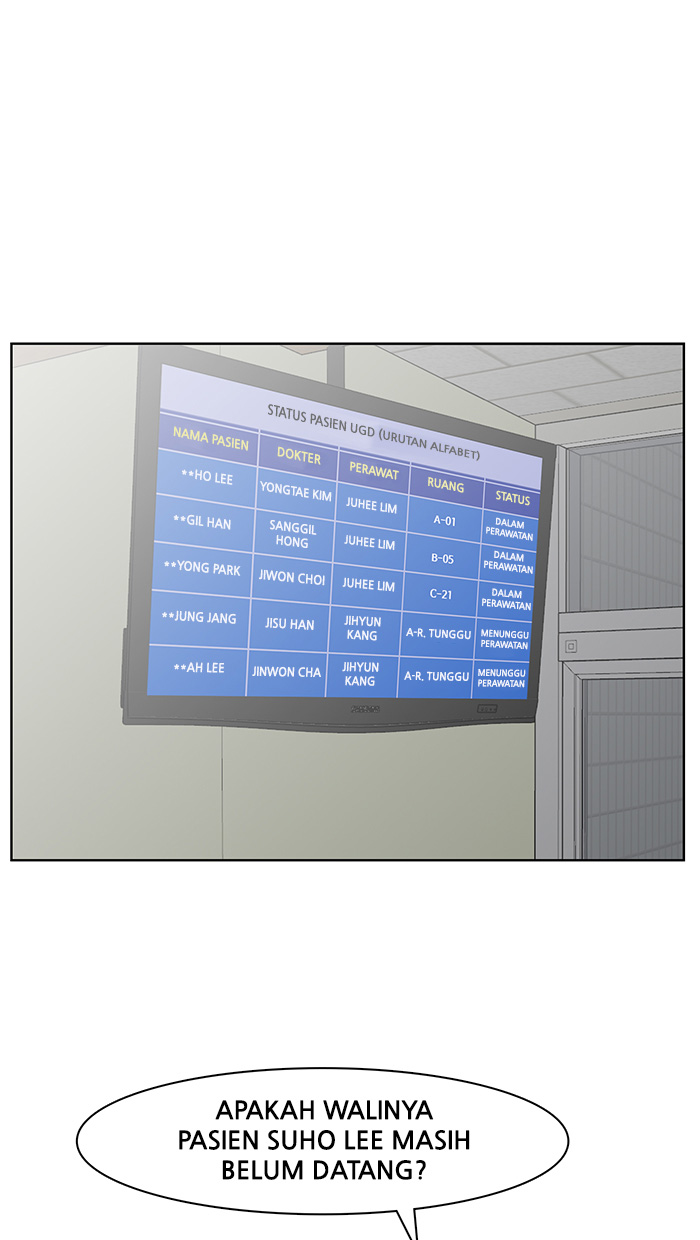 STATUS PASIEN UGD (URUTAN ALFABET)
NAMA PASIEN DOKTER PERAWAT RUANG STATUS
**HO LEE YONGTAE KIM JUHEE LIM A-01 DALAM PERAWATAN
**GIL HAN SANGGIL HONG JUHEE LIM B-05 DALAM PERAWATAN
**YONG PARK JIWON CHOI JUHEE LIM C-21 DALAM PERAWATAN
**JUNG JANG JISU HAN JIHYUN KANG A-R. TUNGGU MENUNGGU PERAWATAN
**AH LEE JINWON CHA JIHYUN KANG A-R. TUNGGU MENUNGGU PERAWATAN
APAKAH WALINYA
PASIEN SUHO LEE MASIH
BELUM DATANG?